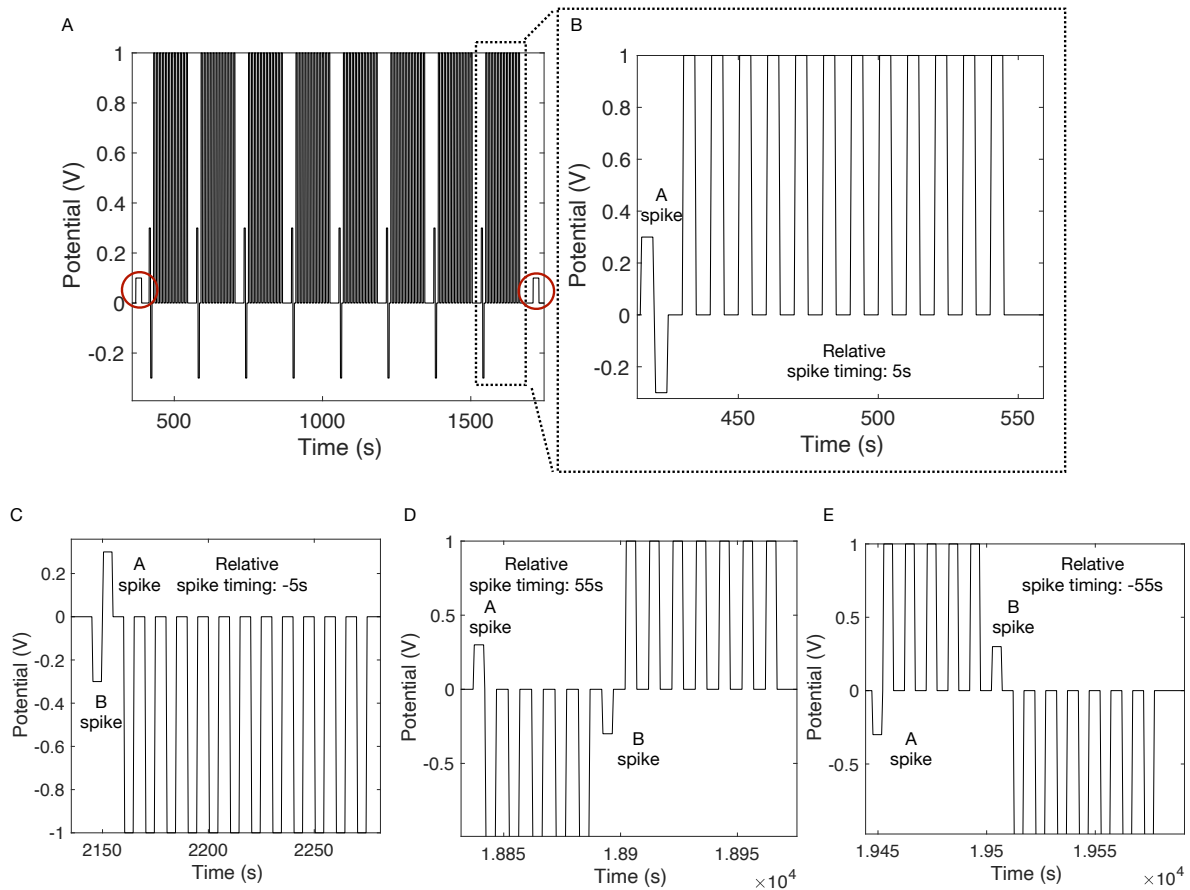 A
Potential (V)
1
0.8
0.6
0.4
0.2
0
-0.2
500
1000
1500
Time (s)
B
Potential (V)
1
0.8
0.6
0.4
0.2
0
-0.2
A
spike
Relative
spike timing: 5s
450
500
550
Time (s)
C
Potential (V)
0.2
0
-0.2
-0.4
-0.6
-0.8
-1
A
spike
Relative
spike timing: -5s
B
spike
2150
2200
2250
Time (s)
D
Potential (V)
1
0.5
0
-0.5
Relative
spike timing: 55s
A
spike
B
spike
1.885
1.89
1.895
Time (s)
×10⁴
E
Potential (V)
1
0.5
0
-0.5
Relative
spike timing: -55s
B
spike
A
spike
1.945
1.95
1.955
Time (s)
×10⁴